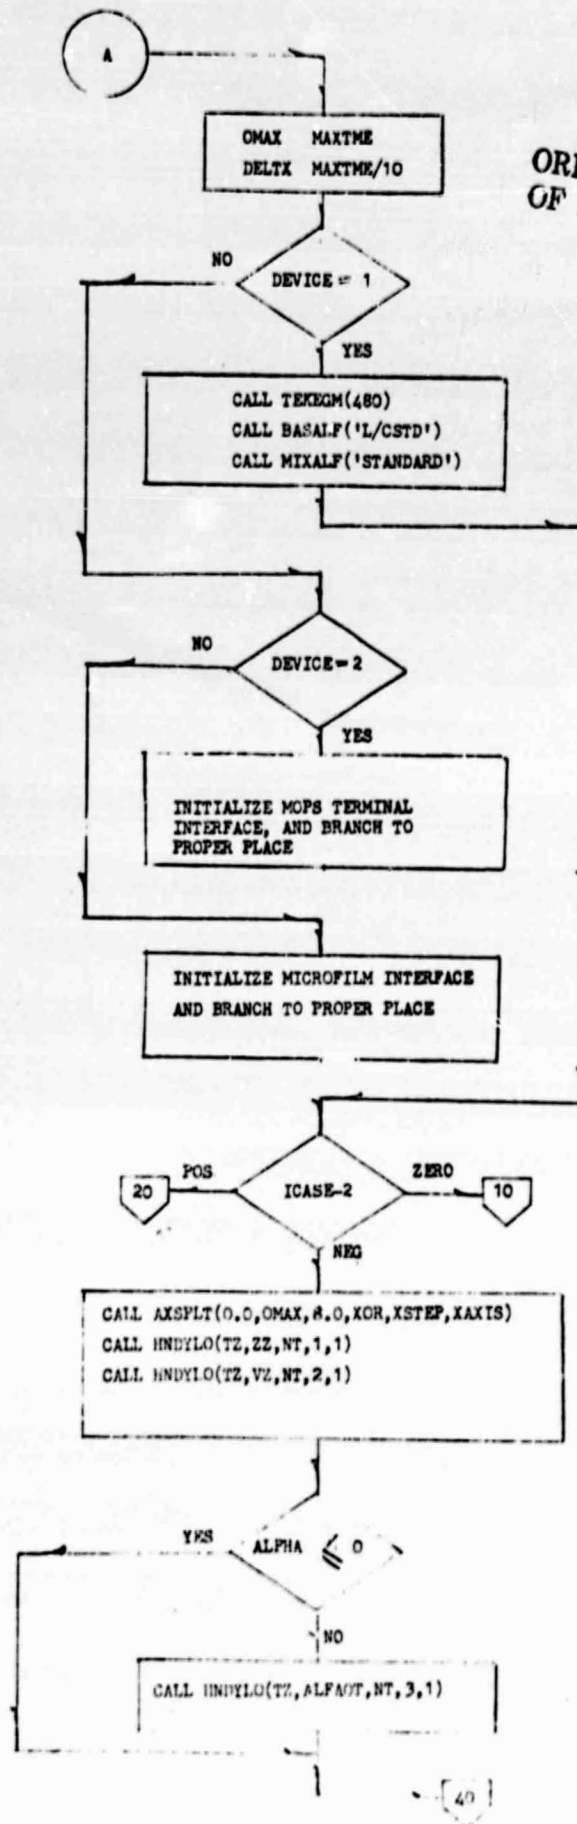 A
OMAX MAXTME
DELTX MAXTME/10
OF
NO
DEVICE = 1
YES
CALL TEKEGM(480)
CALL BASALF('L/CSTD')
CALL MIXALF('STANDARD')
NO
DEVICE = 2
YES
INITIALIZE MOPS TERMINAL
INTERFACE, AND BRANCH TO
PROPER PLACE
INITIALIZE MICROFILM INTERFACE
AND BRANCH TO PROPER PLACE
20
POS
ICASE-2
ZERO
10
NEG
CALL AXSPLT(0.0,OMAX,8.0,XOR,XSTEP,XAXIS)
CALL HNDYLO(TZ,ZZ,NT,1,1)
CALL HNDYLO(TZ,VZ,NT,2,1)
YES
ALPHA ≤ 0
NO
CALL HNDYLO(TZ,ALFAOT,NT,3,1)
40